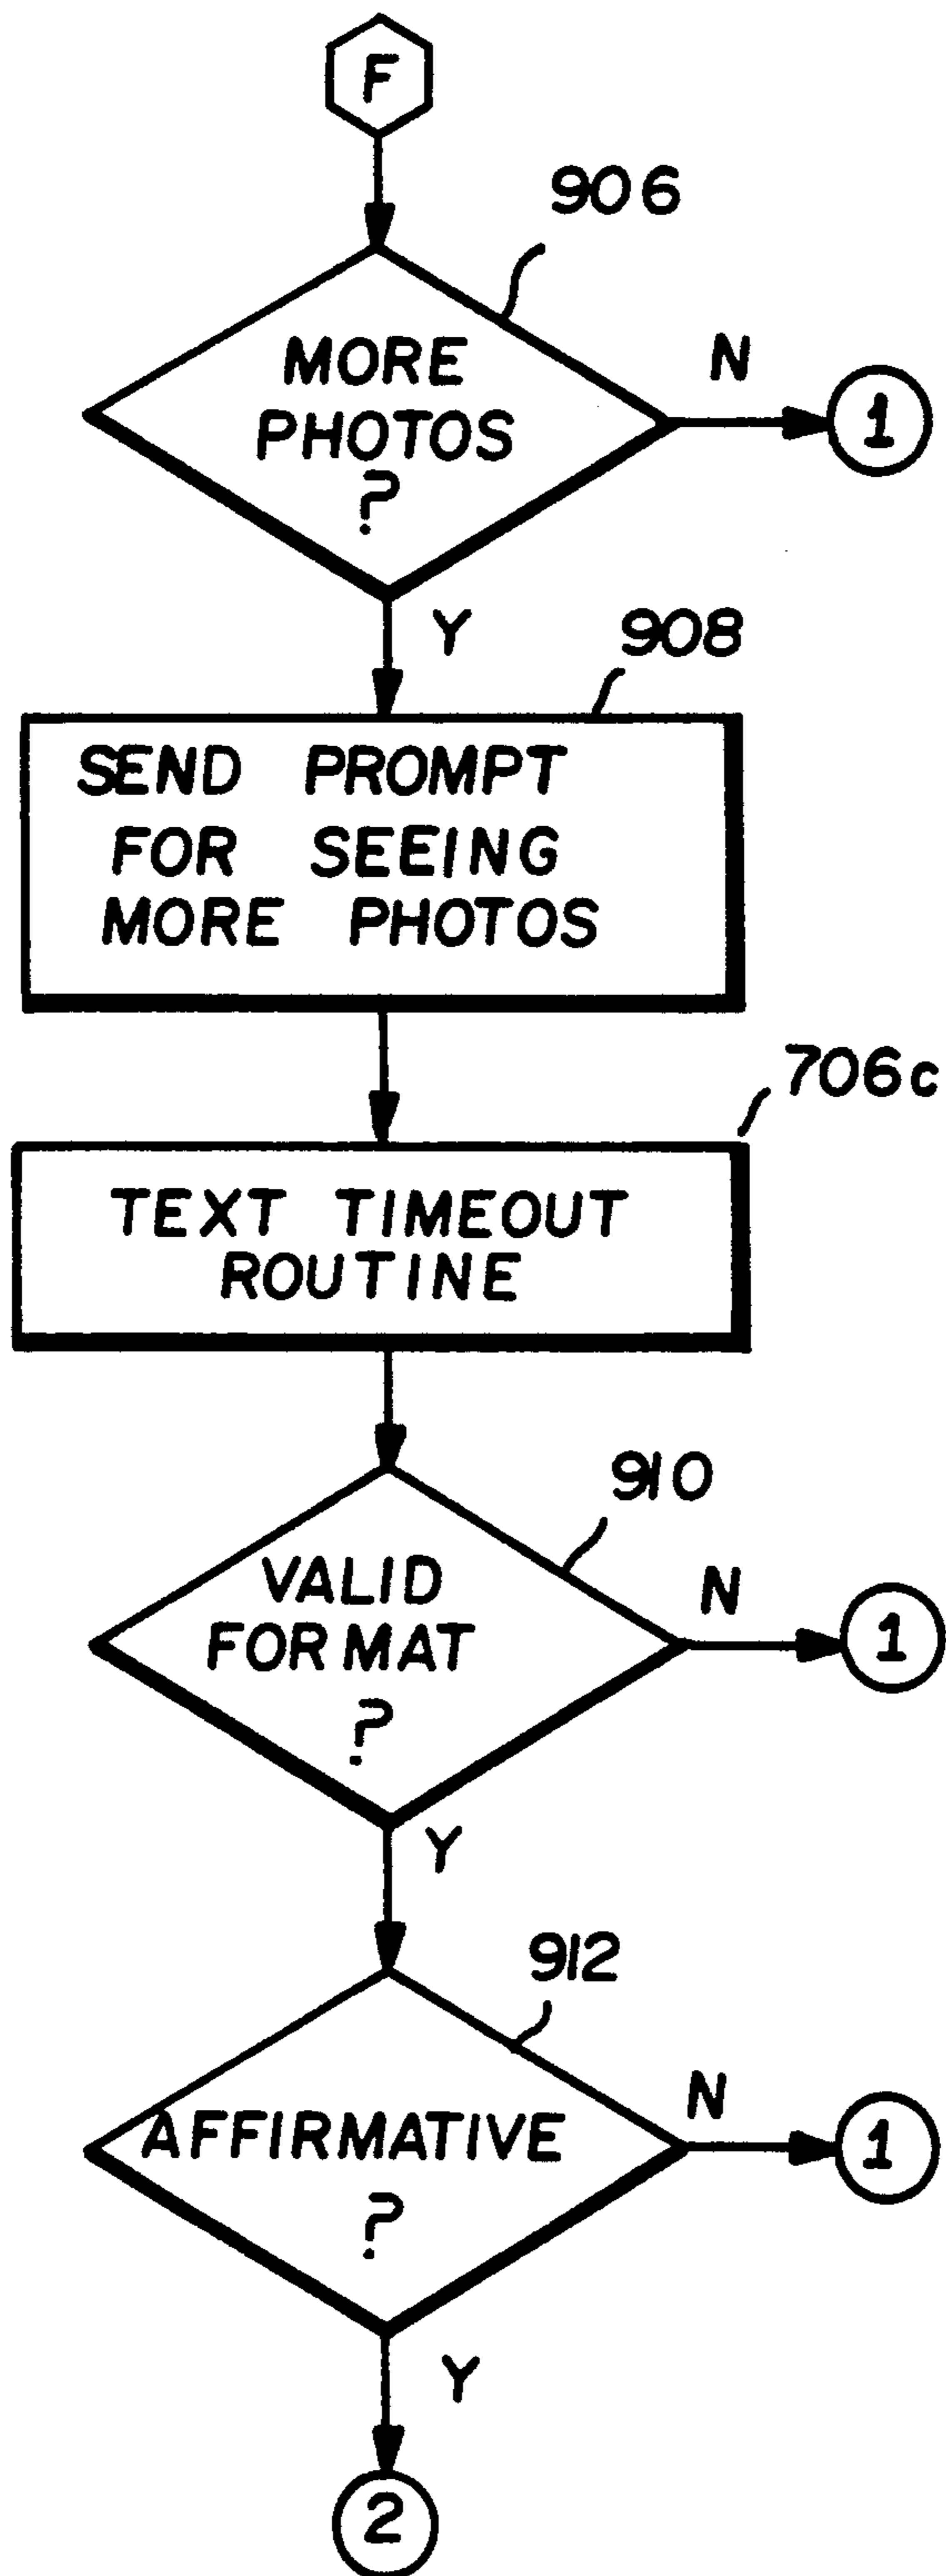 F
906
MORE
PHOTOS
?
N
1
Y
908
SEND PROMPT
FOR SEEING
MORE PHOTOS
706c
TEXT TIMEOUT
ROUTINE
910
VALID
FORMAT
?
N
1
Y
912
AFFIRMATIVE
?
N
1
Y
2